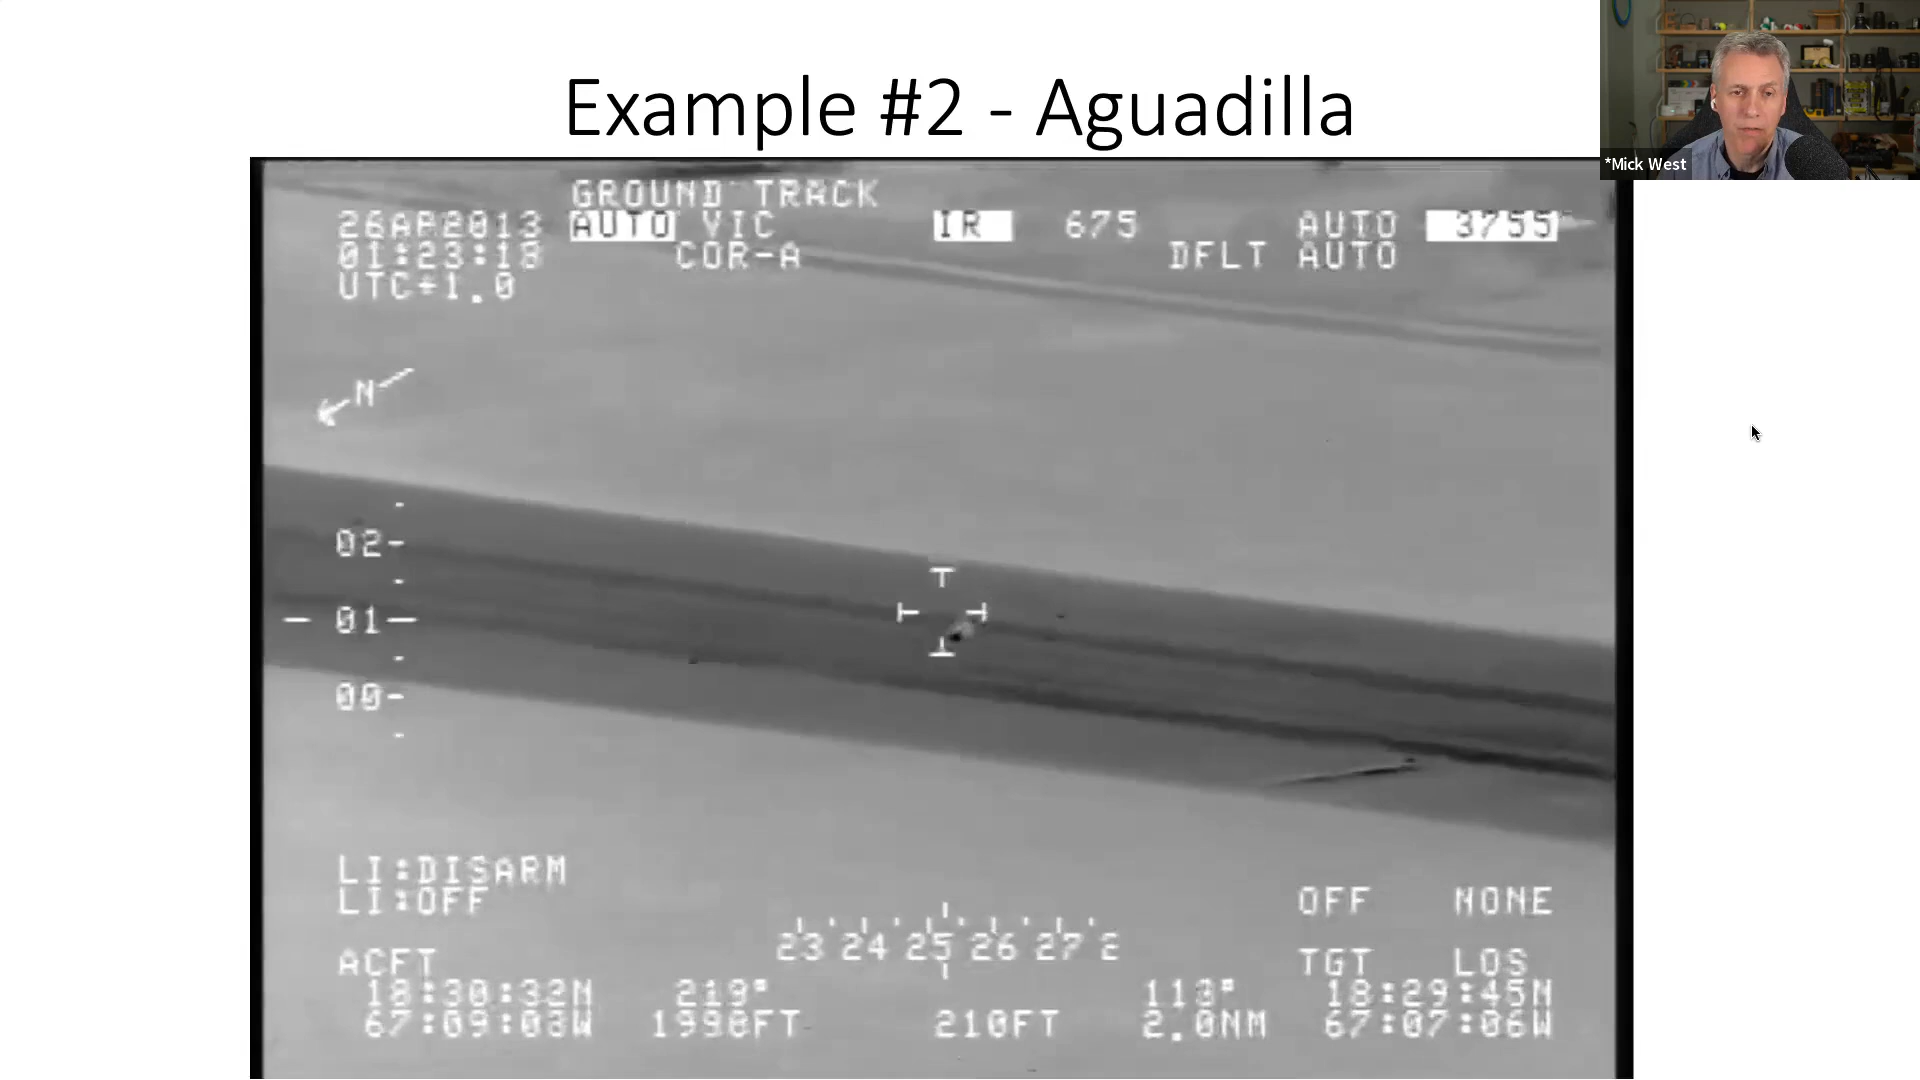 Example #2 - Aguadilla
*Mick West
GROUND TRACK
26AP2013 AUTO VIC IR 675 AUTO 3755
01:23:18 COR-A DFLT AUTO
UTC+1.0
N
02-
- 01-
00-
LI:DISARM
LI:OFF OFF NONE
23 24 25 26 27 2
ACFT TGT LOS
18:30:32N 219° 113° 18:29:45N
67:09:03W 1998FT 210FT 2.0NM 67:07:06W